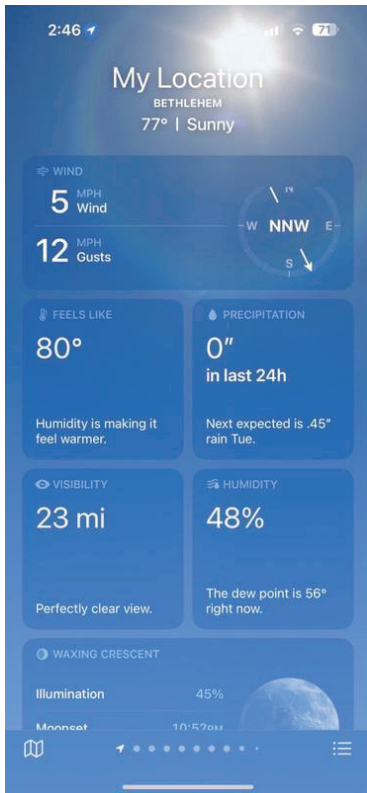 2:46
71
My Location
BETHLEHEM
77° | Sunny
WIND
5 MPH Wind
12 MPH Gusts
N
W NNW E
S
FEELS LIKE
80°
Humidity is making it
feel warmer.
PRECIPITATION
0”
in last 24h
Next expected is .45”
rain Tue.
VISIBILITY
23 mi
Perfectly clear view.
HUMIDITY
48%
The dew point is 56°
right now.
WAXING CRESCENT
Illumination 45%
Moonset 10:52PM